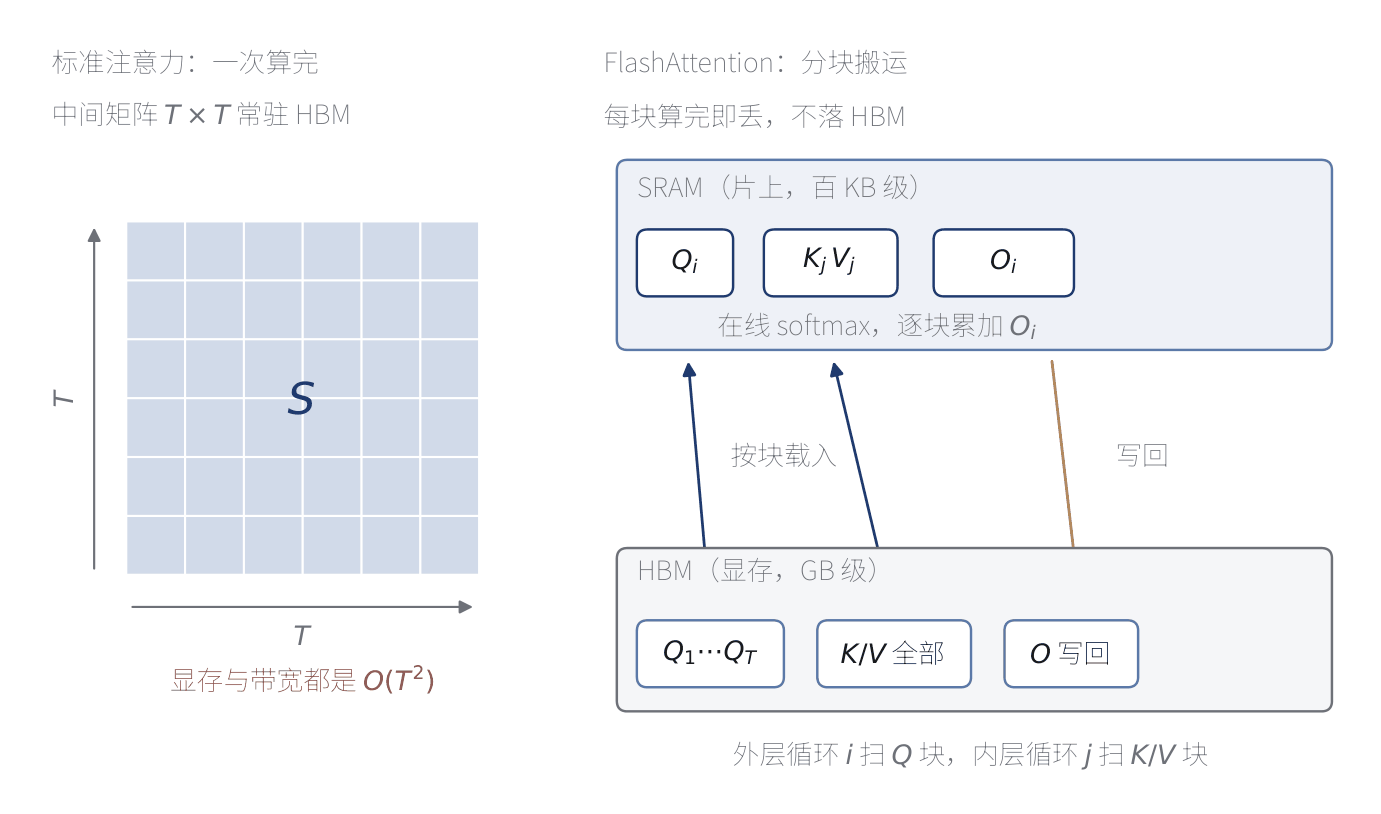 标准注意力：一次算完
中间矩阵 T × T 常驻 HBM
T
S
T
显存与带宽都是 O(T²)
FlashAttention：分块搬运
每块算完即丢，不落 HBM
SRAM（片上，百 KB 级）
Qᵢ
Kⱼ Vⱼ
Oᵢ
在线 softmax，逐块累加 Oᵢ
按块载入
写回
HBM（显存，GB 级）
Q₁⋯Q_T
K/V 全部
O 写回
外层循环 i 扫 Q 块，内层循环 j 扫 K/V 块